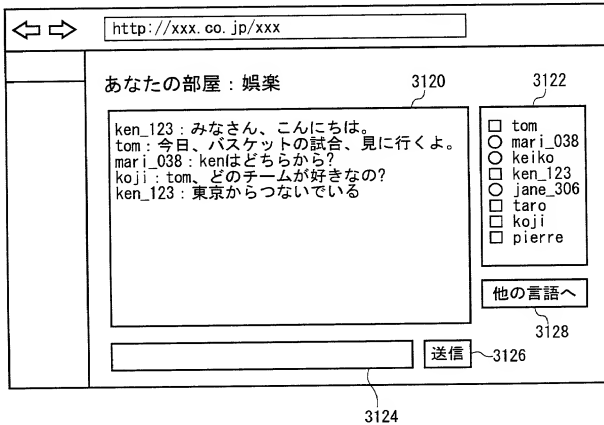 http://xxx.co.jp/xxx
あなたの部屋：娯楽
3120
3122
ken_123：みなさん、こんにちは。
tom：今日、バスケットの試合、見に行くよ。
mari_038：kenはどちらから?
koji：tom、どのチームが好きなの?
ken_123：東京からつないでいる
□ tom
○ mari_038
○ keiko
□ ken_123
○ jane_306
□ taro
□ koji
□ pierre
他の言語へ
3128
送信
3126
3124